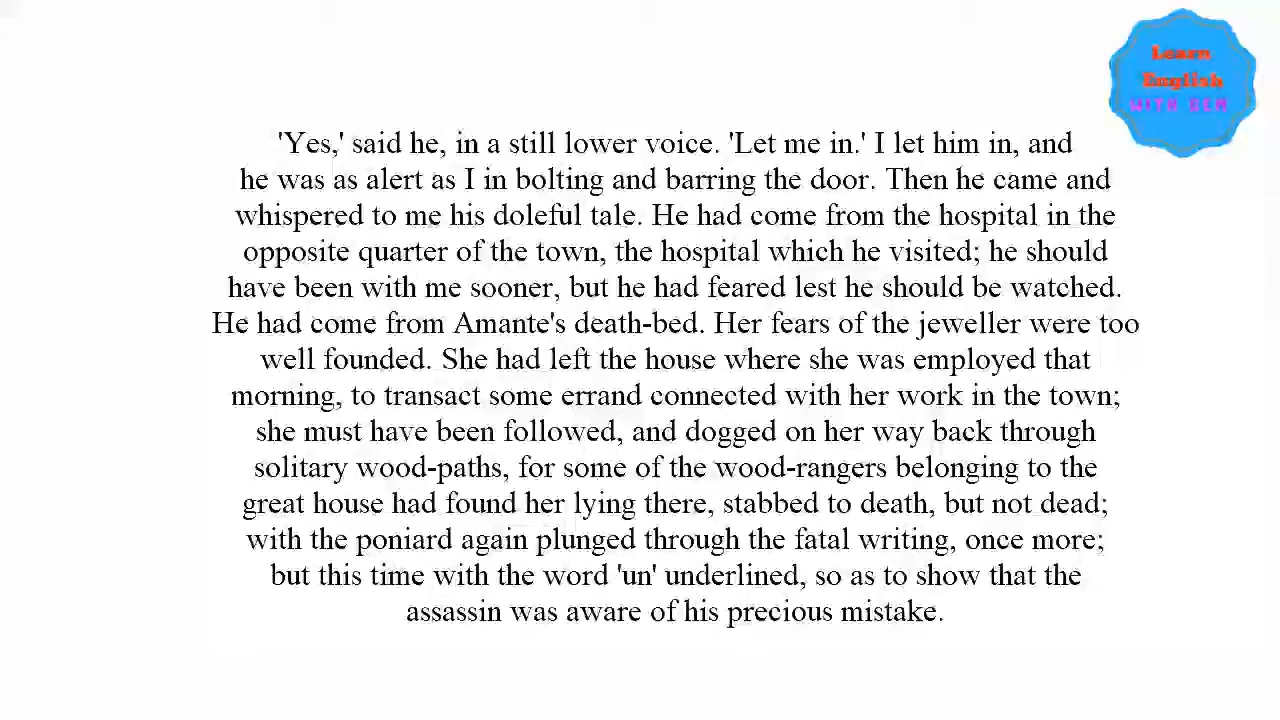 Learn
English
WITH BEN
'Yes,' said he, in a still lower voice. 'Let me in.' I let him in, and
he was as alert as I in bolting and barring the door. Then he came and
whispered to me his doleful tale. He had come from the hospital in the
opposite quarter of the town, the hospital which he visited; he should
have been with me sooner, but he had feared lest he should be watched.
He had come from Amante's death-bed. Her fears of the jeweller were too
well founded. She had left the house where she was employed that
morning, to transact some errand connected with her work in the town;
she must have been followed, and dogged on her way back through
solitary wood-paths, for some of the wood-rangers belonging to the
great house had found her lying there, stabbed to death, but not dead;
with the poniard again plunged through the fatal writing, once more;
but this time with the word 'un' underlined, so as to show that the
assassin was aware of his precious mistake.